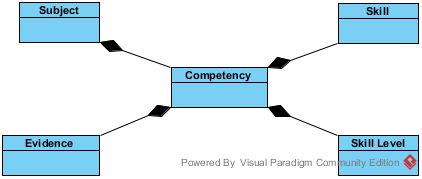 Subject
Skill
Competency
Evidence
Skill Level
Powered By Visual Paradigm Community Edition